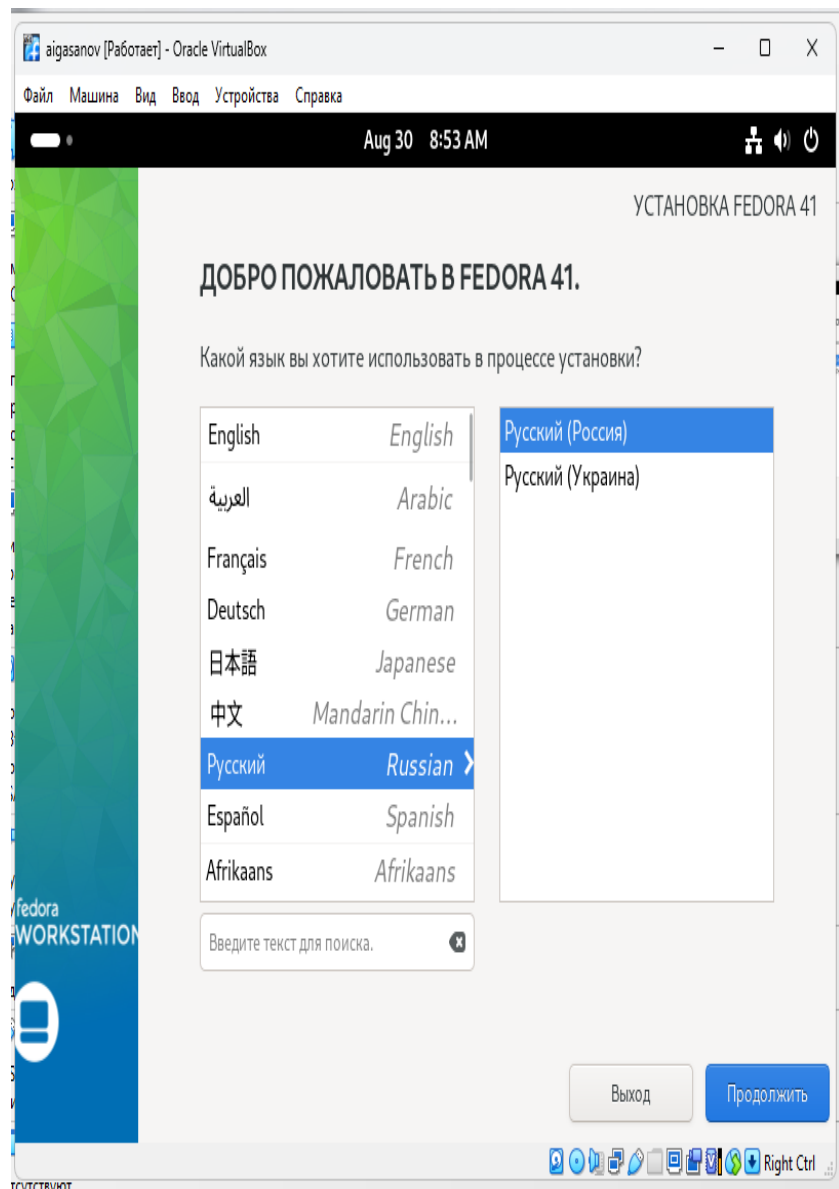 aigasanov [Работает] - Oracle VirtualBox
Файл Машина Вид Ввод Устройства Справка
Aug 30 8:53 AM
УСТАНОВКА FEDORA 41
ДОБРО ПОЖАЛОВАТЬ В FEDORA 41.
Какой язык вы хотите использовать в процессе установки?
English English
العربية Arabic
Français French
Deutsch German
日本語 Japanese
中文 Mandarin Chin...
Русский Russian
Español Spanish
Afrikaans Afrikaans
Русский (Россия)
Русский (Украина)
Введите текст для поиска.
fedora
WORKSTATION
Выход Продолжить
Right Ctrl